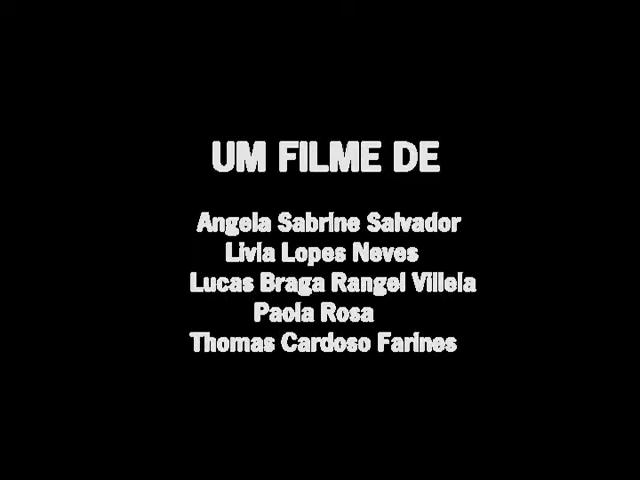 UM FILME DE
Angela Sabrine Salvador
Livia Lopes Neves
Lucas Braga Rangel Villela
Paola Rosa
Thomas Cardoso Farines